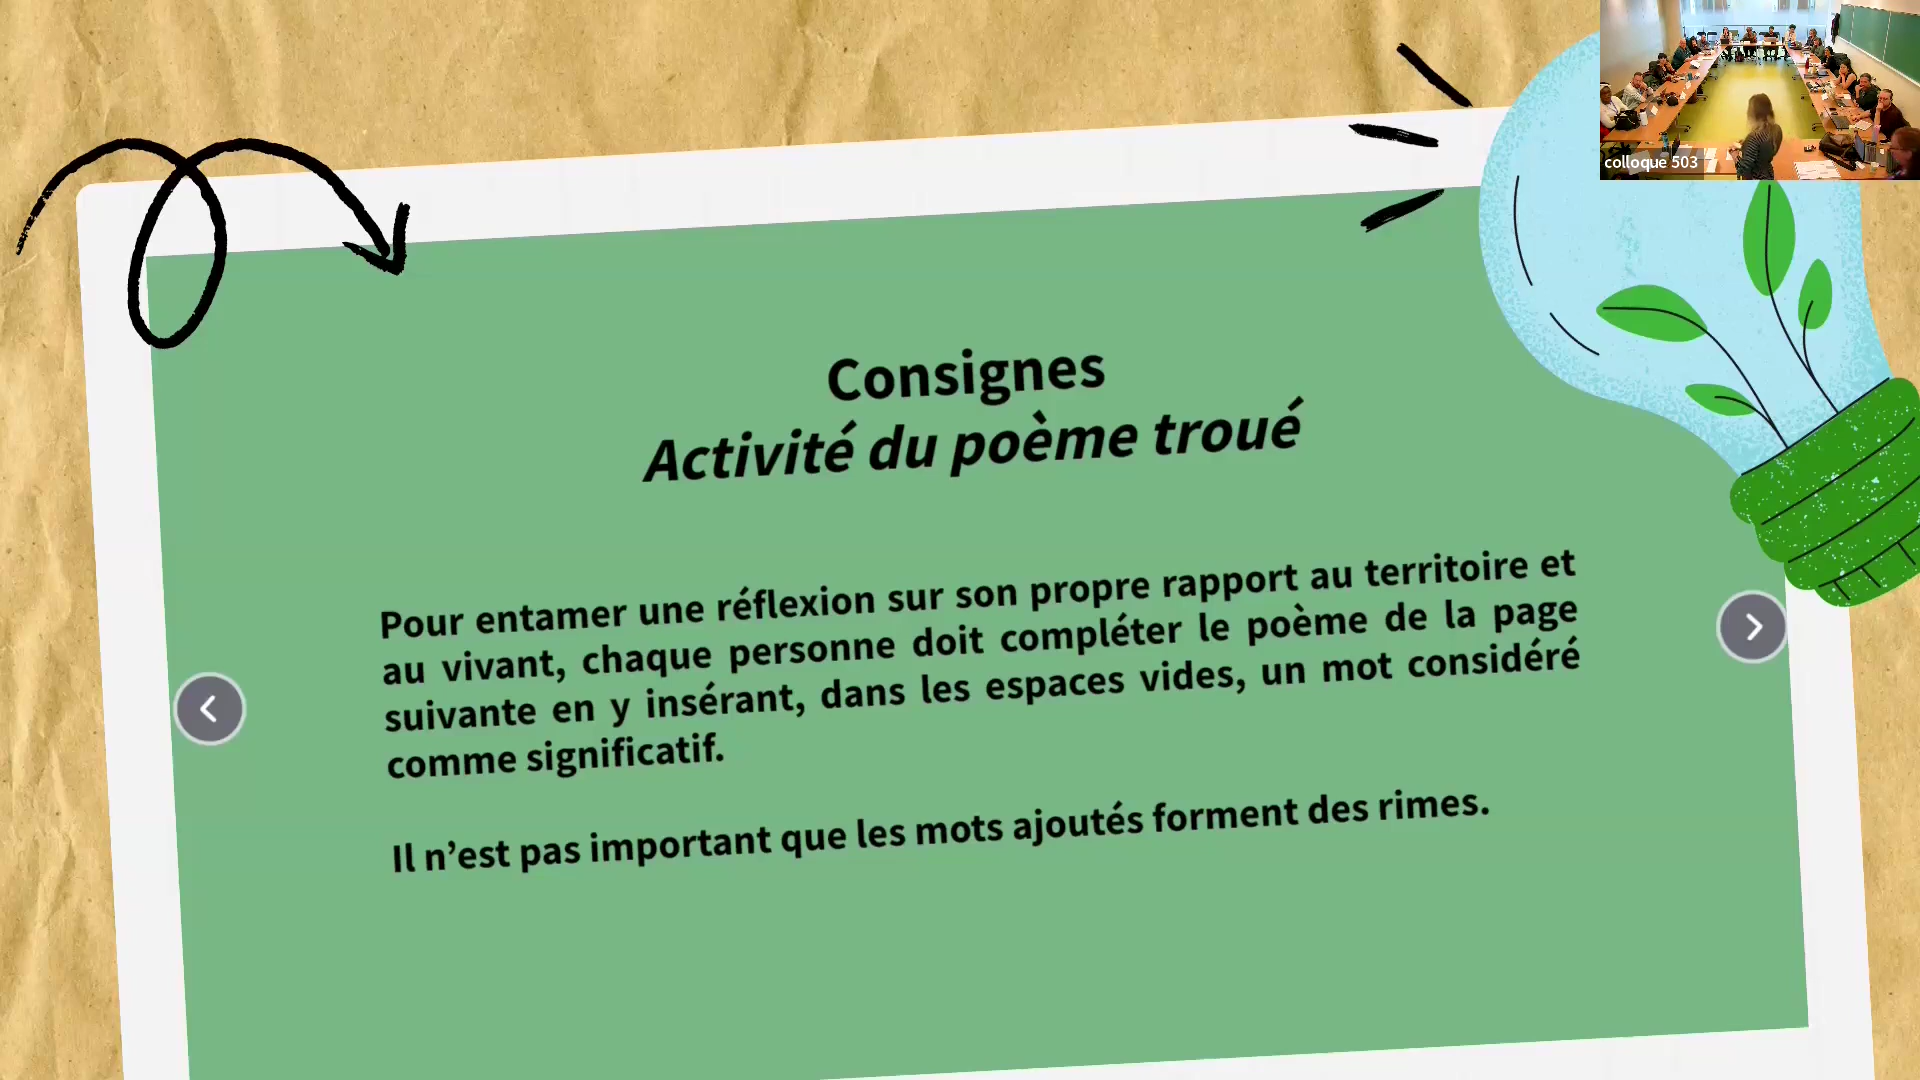 colloque 503
Consignes
Activité du poème troué
Pour entamer une réflexion sur son propre rapport au territoire et
au vivant, chaque personne doit compléter le poème de la page
suivante en y insérant, dans les espaces vides, un mot considéré
comme significatif.
Il n’est pas important que les mots ajoutés forment des rimes.